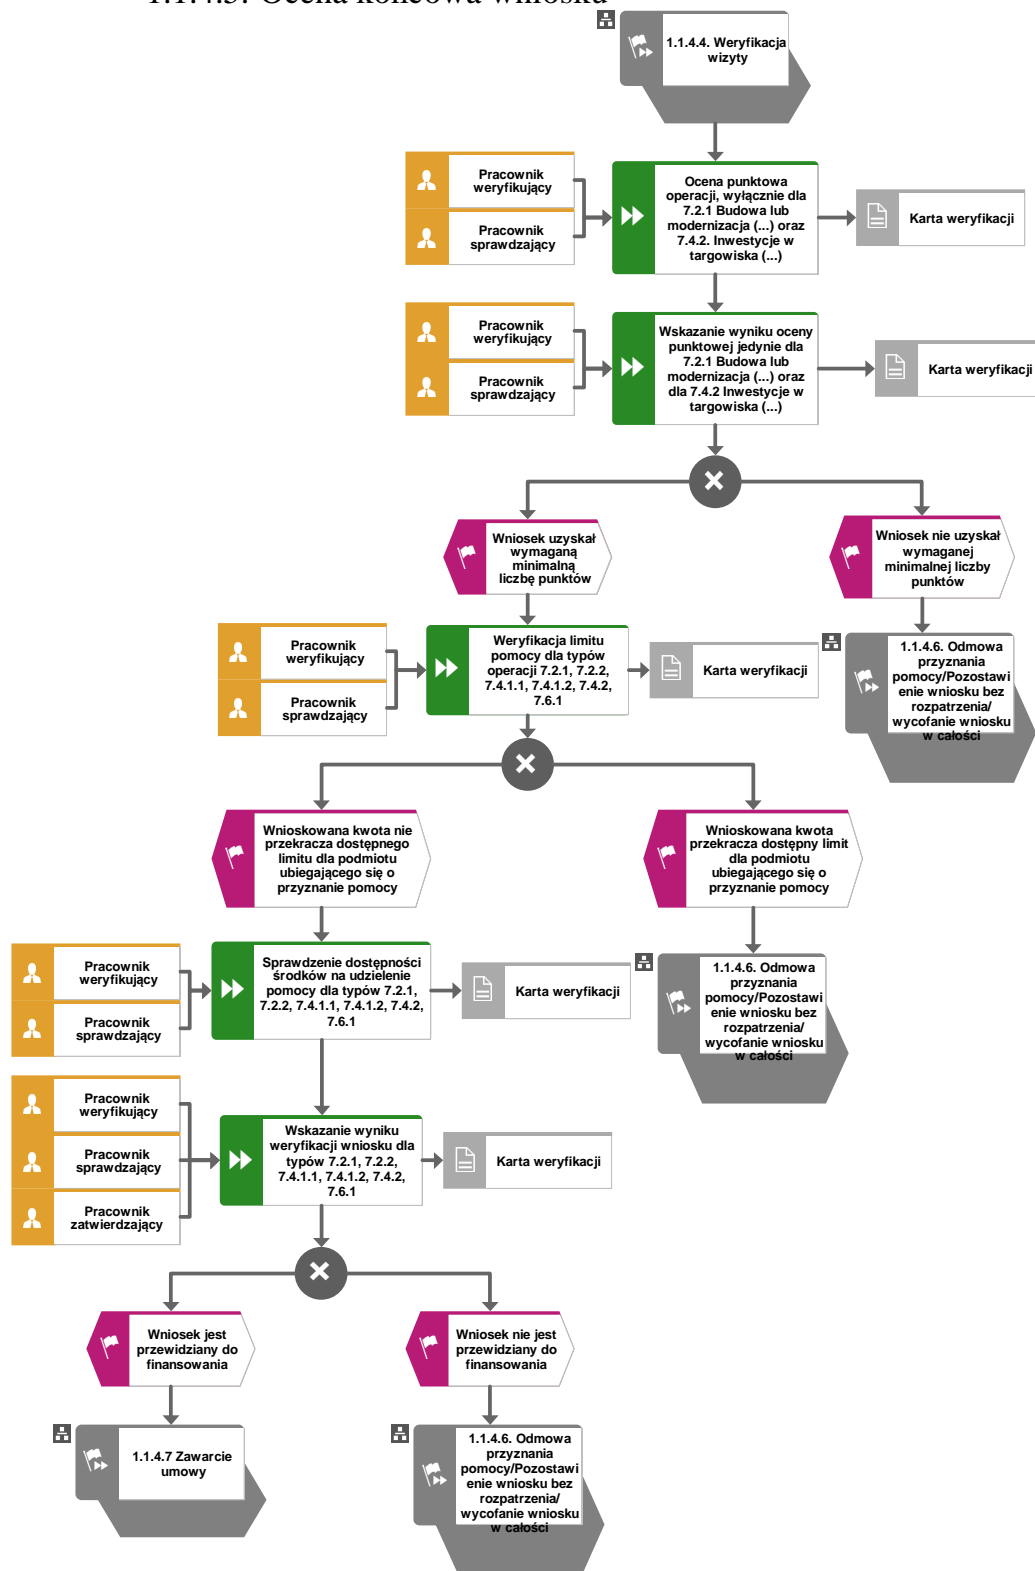 1.1.4.5. Ocena końcowa wniosku
1.1.4.4. Weryfikacja
wizyty
Pracownik
weryfikujący
Pracownik
sprawdzający
Ocena punktowa
operacji, wyłącznie dla
7.2.1 Budowa lub
modernizacja (...) oraz
7.4.2. Inwestycje w
targowiska (...)
Karta weryfikacji
Pracownik
weryfikujący
Pracownik
sprawdzający
Wskazanie wyniku oceny
punktowej jedynie dla
7.2.1 Budowa lub
modernizacja (...) oraz
dla 7.4.2 Inwestycje w
targowiska (...)
Karta weryfikacji
Wniosek uzyskał
wymaganą
minimalną
liczbę punktów
Wniosek nie uzyskał
wymaganej
minimalnej liczby
punktów
Pracownik
weryfikujący
Pracownik
sprawdzający
Weryfikacja limitu
pomocy dla typów
operacji 7.2.1, 7.2.2,
7.4.1.1, 7.4.1.2, 7.4.2,
7.6.1
Karta weryfikacji
1.1.4.6. Odmowa
przyznania
pomocy/Pozostawi
enie wniosku bez
rozpatrzenia/
wycofanie wniosku
w całości
Wnioskowana kwota nie
przekracza dostępnego
limitu dla podmiotu
ubiegającego się o
przyznanie pomocy
Wnioskowana kwota
przekracza dostępny limit
dla podmiotu
ubiegającego się o
przyznanie pomocy
Pracownik
weryfikujący
Pracownik
sprawdzający
Sprawdzenie dostępności
środków na udzielenie
pomocy dla typów 7.2.1,
7.2.2, 7.4.1.1, 7.4.1.2, 7.4.2,
7.6.1
Karta weryfikacji
1.1.4.6. Odmowa
przyznania
pomocy/Pozostawi
enie wniosku bez
rozpatrzenia/
wycofanie wniosku
w całości
Pracownik
weryfikujący
Pracownik
sprawdzający
Pracownik
zatwierdzający
Wskazanie wyniku
weryfikacji wniosku dla
typów 7.2.1, 7.2.2,
7.4.1.1, 7.4.1.2, 7.4.2,
7.6.1
Karta weryfikacji
Wniosek jest
przewidziany do
finansowania
Wniosek nie jest
przewidziany do
finansowania
1.1.4.7 Zawarcie
umowy
1.1.4.6. Odmowa
przyznania
pomocy/Pozostawi
enie wniosku bez
rozpatrzenia/
wycofanie wniosku
w całości